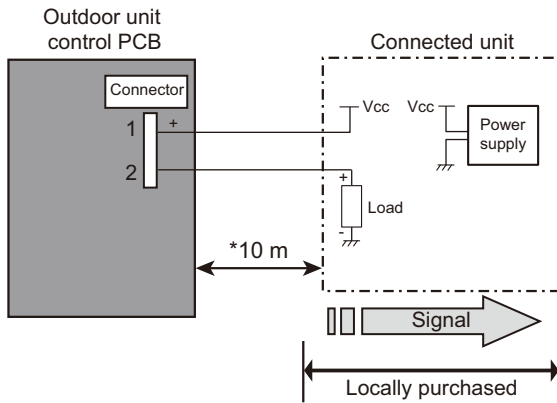 Outdoor unit
control PCB
Connected unit
Connector
1
+
2
Vcc
Vcc
Power
supply
+
Load
-
*10 m
Signal
Locally purchased